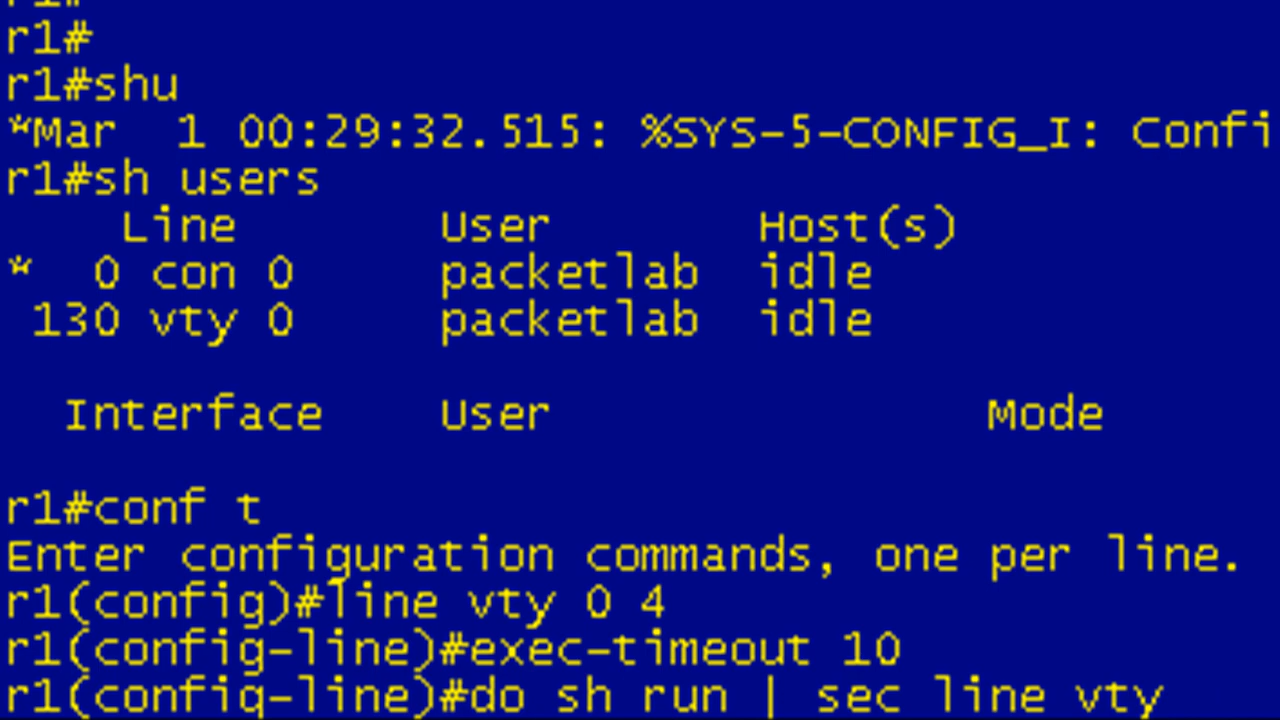 r1#
r1#
r1#shu
*Mar  1 00:29:32.515: %SYS-5-CONFIG_I: Confi
r1#sh users
    Line       User       Host(s)
*  0 con 0     packetlab  idle
 130 vty 0     packetlab  idle
  Interface    User               Mode
r1#conf t
Enter configuration commands, one per line.
r1(config)#line vty 0 4
r1(config-line)#exec-timeout 10
r1(config-line)#do sh run | sec line vty